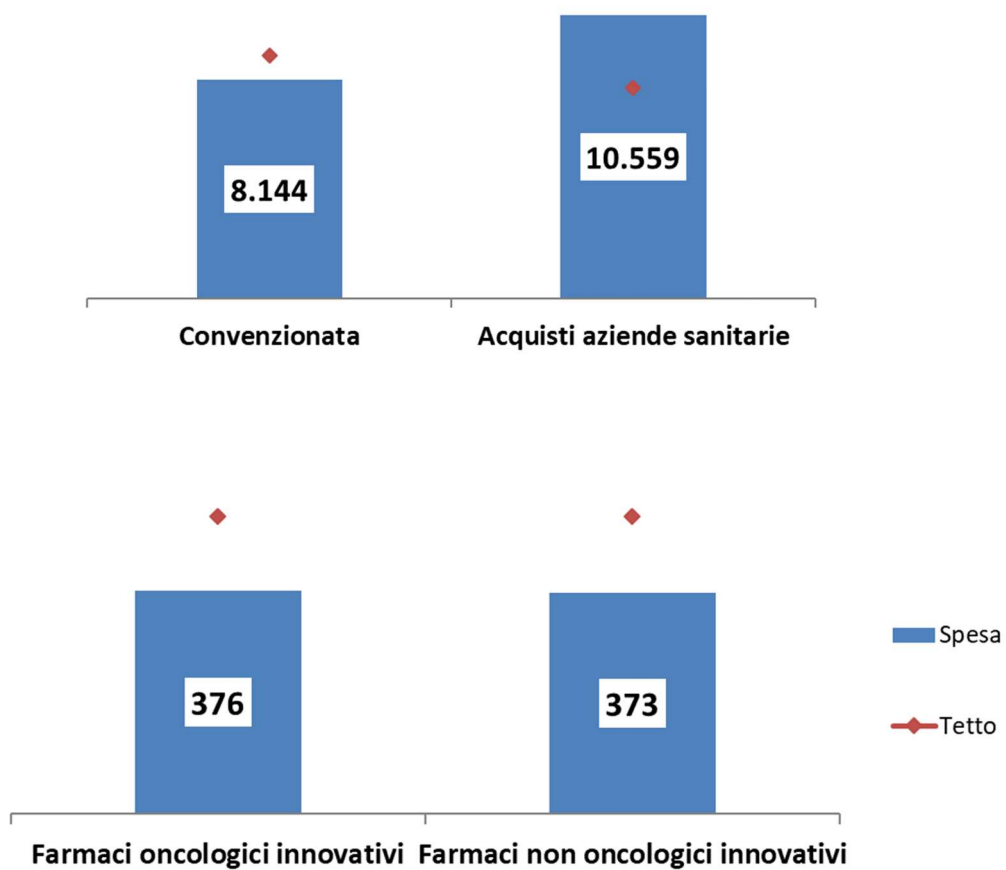 8.144
10.559
Convenzionata
Acquisti aziende sanitarie
376
373
Spesa
Tetto
Farmaci oncologici innovativi
Farmaci non oncologici innovativi